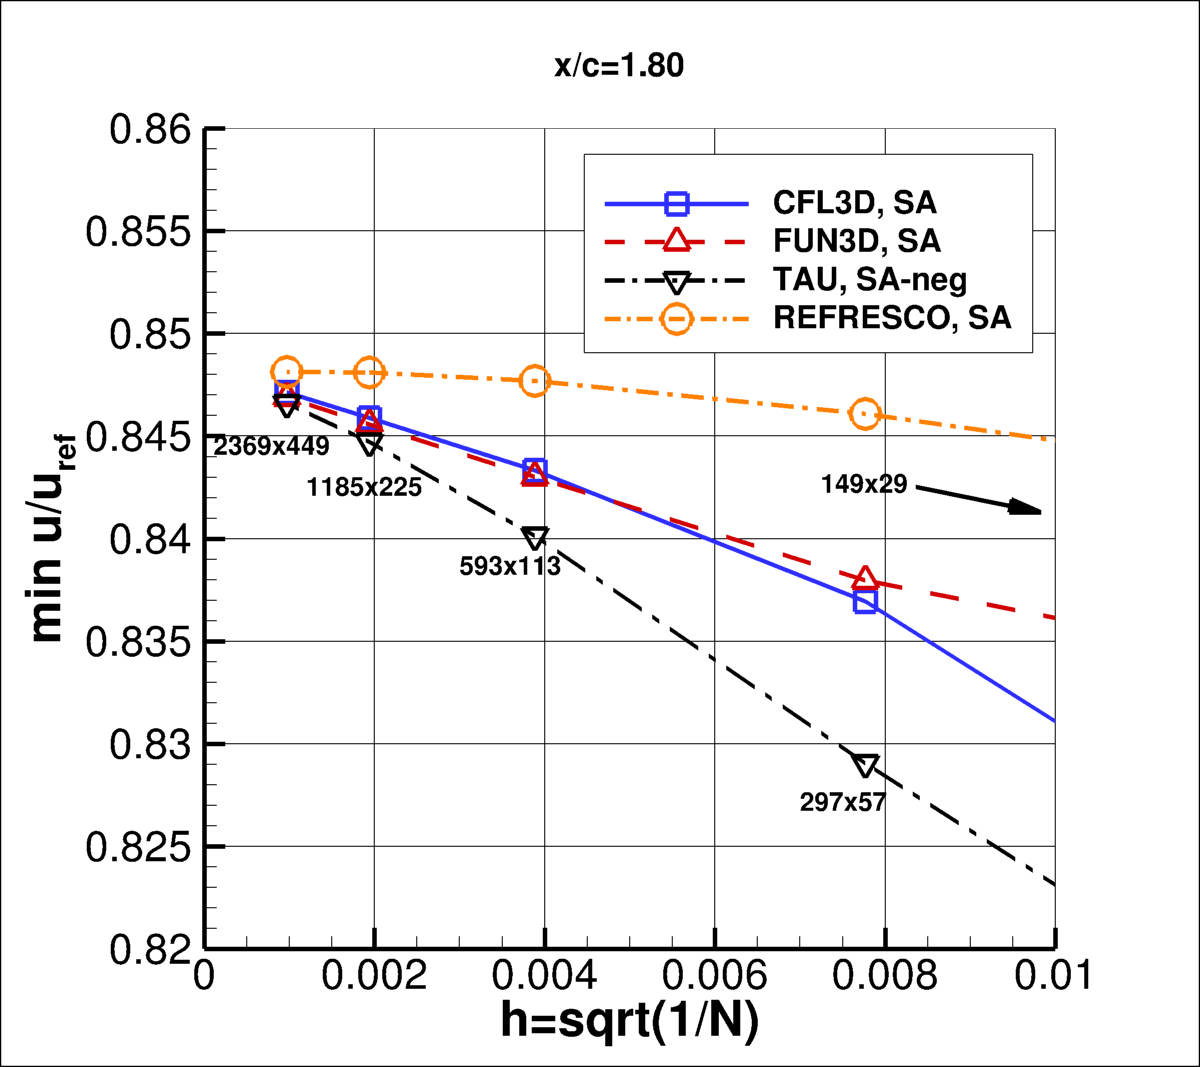 x/c=1.80
0.86
0.855
0.85
0.845
0.84
0.835
0.83
0.825
0.82
min u/uref
CFL3D, SA
FUN3D, SA
TAU, SA-neg
REFRESCO, SA
2369x449
1185x225
593x113
149x29
297x57
0
0.002
0.004
0.006
0.008
0.01
h=sqrt(1/N)